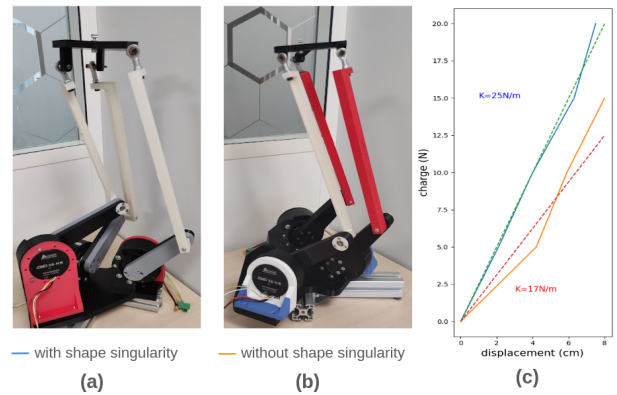 20.0
17.5
15.0
12.5
10.0
7.5
5.0
2.5
0.0
charge (N)
K=25N/m
K=17N/m
0
2
4
6
8
displacement (cm)
with shape singularity
without shape singularity
(a)
(b)
(c)